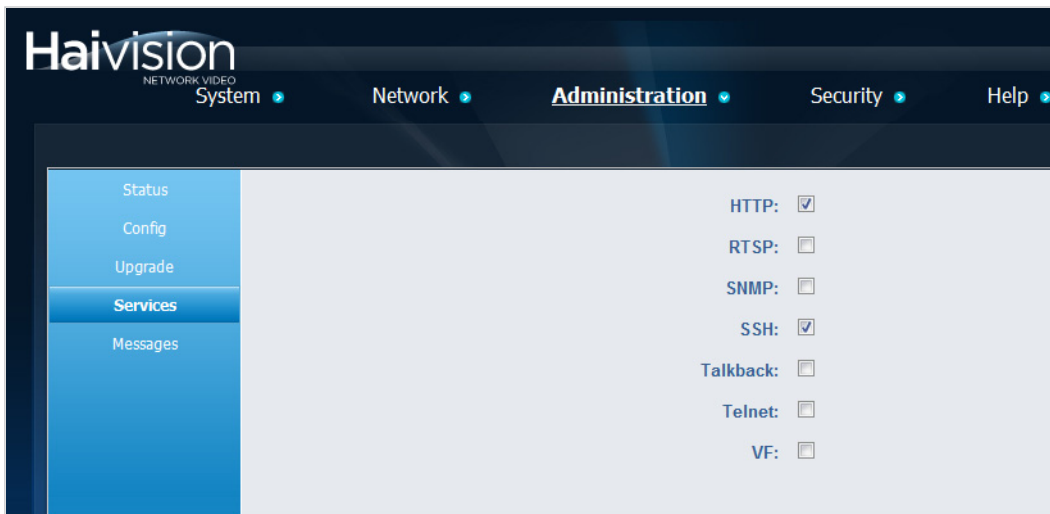 Haivision
NETWORK VIDEO
System Network Administration Security Help
Status
Config
Upgrade
Services
Messages
HTTP:
RTSP:
SNMP:
SSH:
Talkback:
Telnet:
VF: